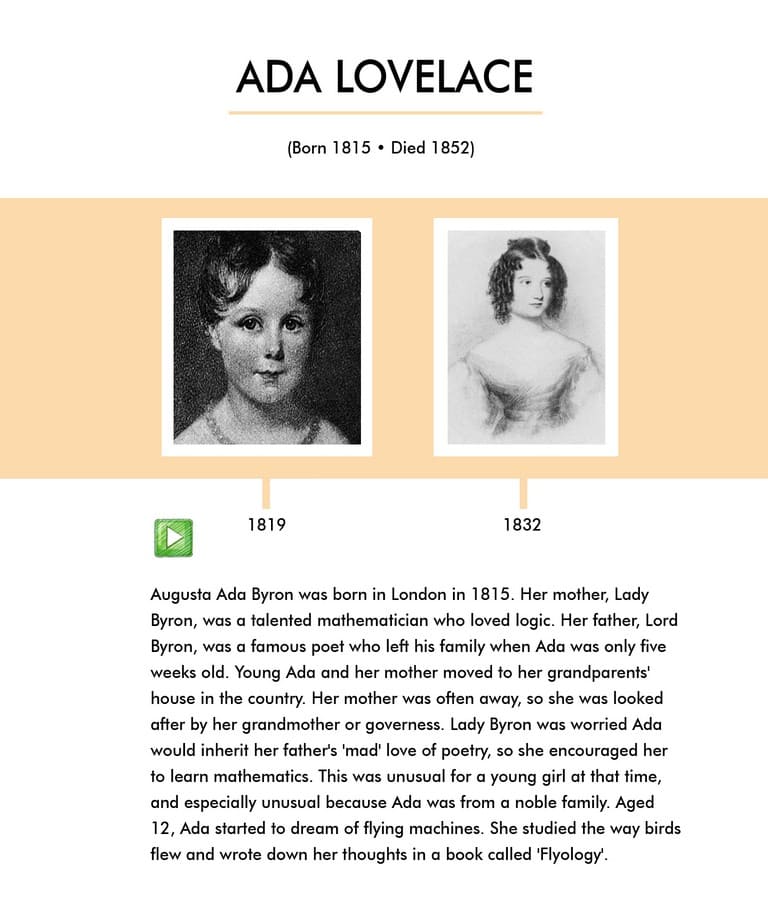 ADA LOVELACE
(Born 1815 • Died 1852)
1819
1832
Augusta Ada Byron was born in London in 1815. Her mother, Lady
Byron, was a talented mathematician who loved logic. Her father, Lord
Byron, was a famous poet who left his family when Ada was only five
weeks old. Young Ada and her mother moved to her grandparents'
house in the country. Her mother was often away, so she was looked
after by her grandmother or governess. Lady Byron was worried Ada
would inherit her father's 'mad' love of poetry, so she encouraged her
to learn mathematics. This was unusual for a young girl at that time,
and especially unusual because Ada was from a noble family. Aged
12, Ada started to dream of flying machines. She studied the way birds
flew and wrote down her thoughts in a book called 'Flyology'.